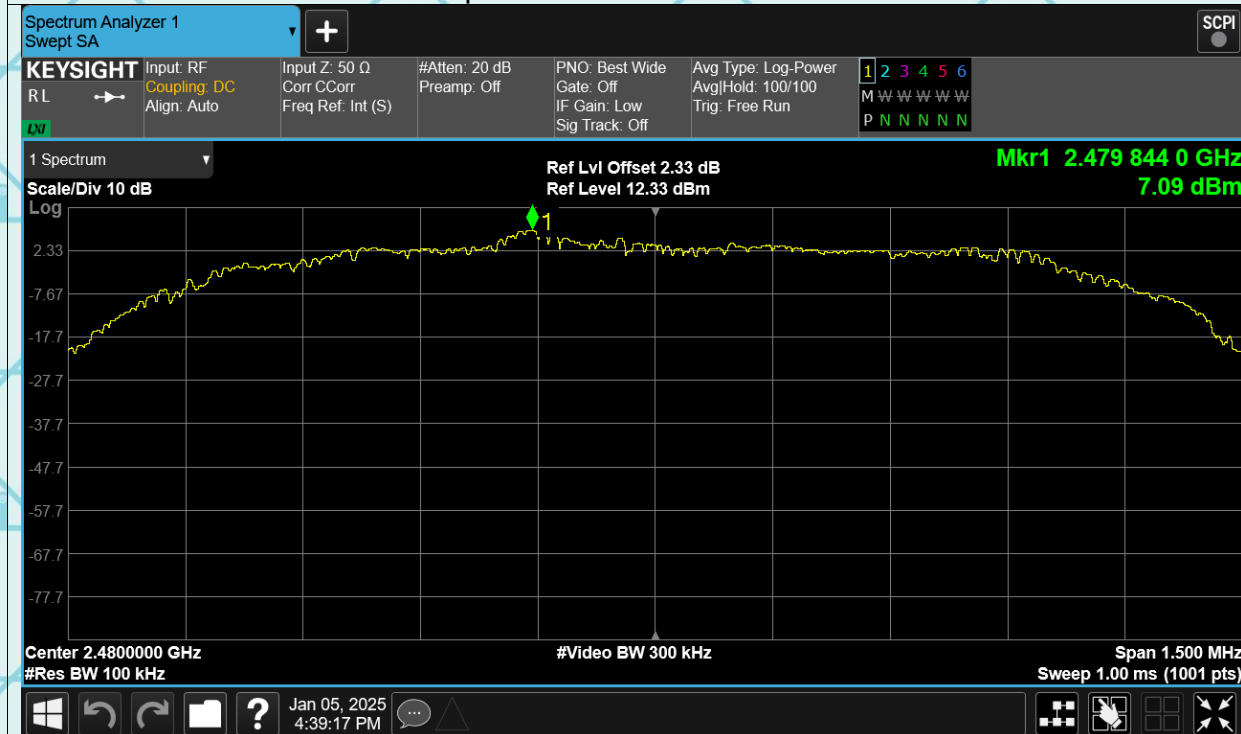 Spectrum Analyzer 1
Swept SA
SCPI
KEYSIGHT
R L
LXI
Input: RF
Coupling: DC
Align: Auto
Input Z: 50 Ω
Corr CCorr
Freq Ref: Int (S)
#Atten: 20 dB
Preamp: Off
PNO: Best Wide
Gate: Off
IF Gain: Low
Sig Track: Off
Avg Type: Log-Power
Avg|Hold: 100/100
Trig: Free Run
1 2 3 4 5 6
M W W W W W W
P N N N N N N
1 Spectrum
Scale/Div 10 dB
Ref Lvl Offset 2.33 dB
Ref Level 12.33 dBm
Mkr1 2.479 844 0 GHz
7.09 dBm
Log
1
2.33
-7.67
-17.7
-27.7
-37.7
-47.7
-57.7
-67.7
-77.7
Center 2.4800000 GHz
#Video BW 300 kHz
Span 1.500 MHz
#Res BW 100 kHz
Sweep 1.00 ms (1001 pts)
?
Jan 05, 2025
4:39:17 PM